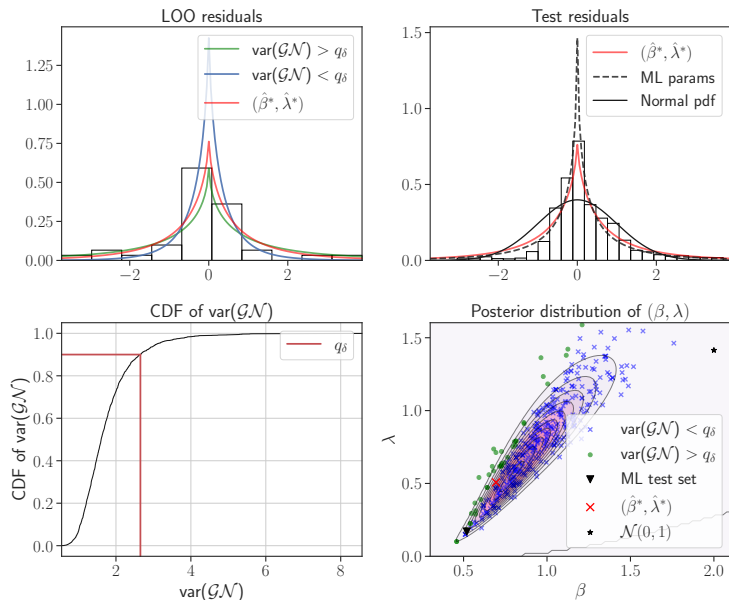 LOO residuals
var(𝒢𝒩) > q_δ
var(𝒢𝒩) < q_δ
(β̂*, λ̂*)
1.25
1.00
0.75
0.50
0.25
0.00
−2
0
2
Test residuals
(β̂*, λ̂*)
ML params
Normal pdf
1.5
1.0
0.5
0.0
−2
0
2
CDF of var(𝒢𝒩)
q_δ
CDF of var(𝒢𝒩)
1.0
0.8
0.6
0.4
0.2
0.0
2
4
6
8
var(𝒢𝒩)
Posterior distribution of (β, λ)
λ
1.5
1.0
0.5
0.0
var(𝒢𝒩) < q_δ
var(𝒢𝒩) > q_δ
ML test set
(β̂*, λ̂*)
𝒩(0, 1)
0.5
1.0
1.5
2.0
β